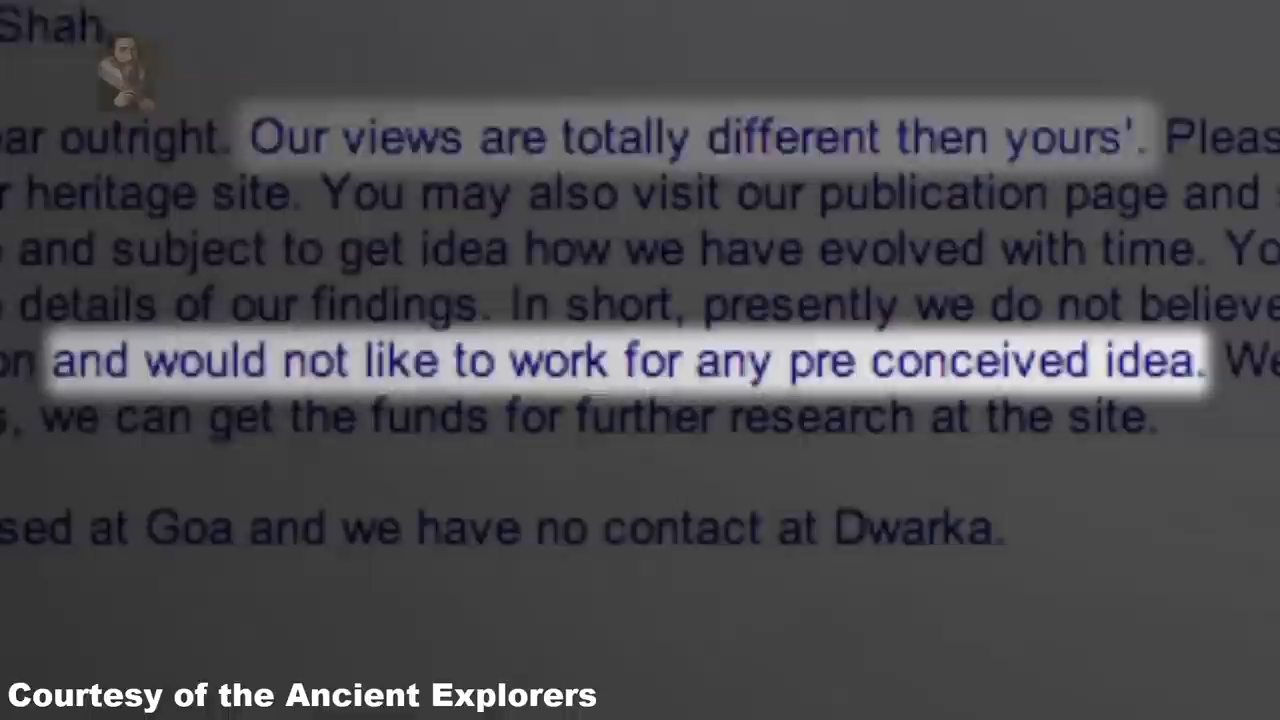 Shah,
ar outright. Our views are totally different then yours'. Pleas
r heritage site. You may also visit our publication page and
and subject to get idea how we have evolved with time. Yo
details of our findings. In short, presently we do not believe
on and would not like to work for any pre conceived idea. We
s, we can get the funds for further research at the site.
sed at Goa and we have no contact at Dwarka.
Courtesy of the Ancient Explorers